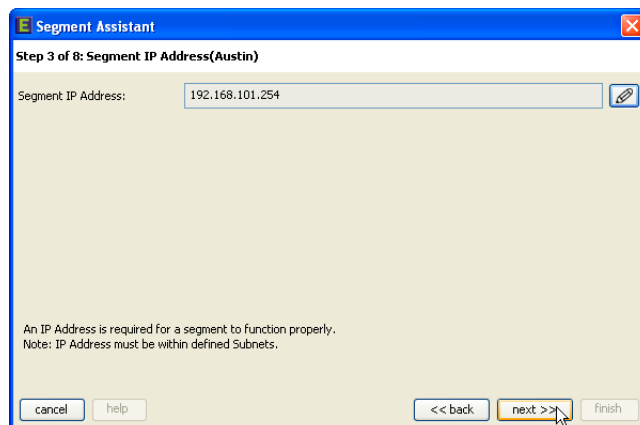 E Segment Assistant
Step 3 of 8: Segment IP Address(Austin)
Segment IP Address: 192.168.101.254
An IP Address is required for a segment to function properly.
Note: IP Address must be within defined Subnets.
cancel help << back next >> finish